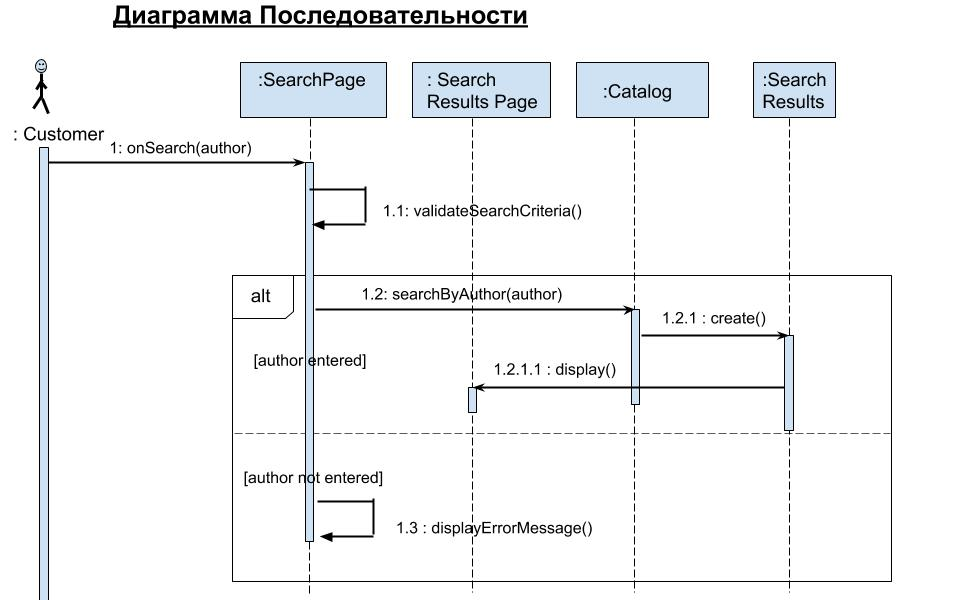 Диаграмма Последовательности
: Customer
:SearchPage
: Search
Results Page
:Catalog
:Search
Results
1: onSearch(author)
1.1: validateSearchCriteria()
alt
1.2: searchByAuthor(author)
1.2.1 : create()
[author entered]
1.2.1.1 : display()
[author not entered]
1.3 : displayErrorMessage()